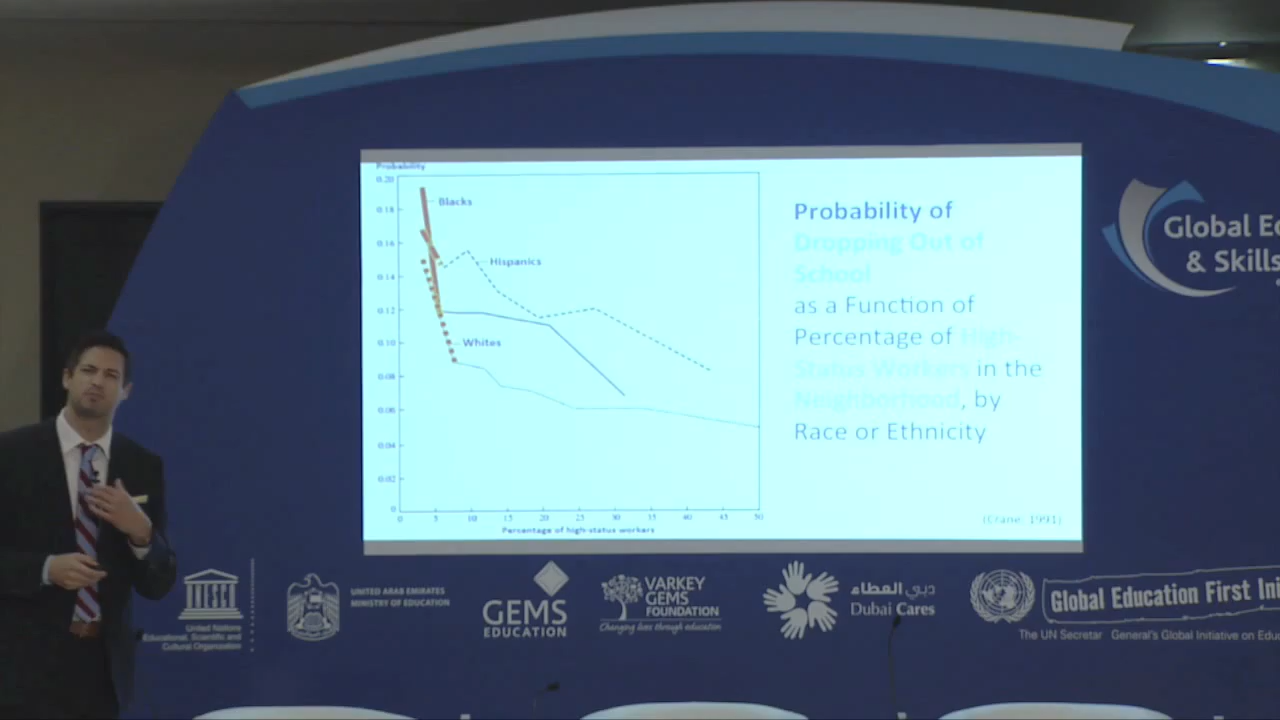 Probability
0.20
0.18
0.16
0.14
0.12
0.10
0.08
0.06
0.04
0.02
0
Blacks
Hispanics
Whites
0 5 10 15 20 25 30 35 40 45 50
Percentage of high-status workers
Probability of
Dropping Out of
School
as a Function of
Percentage of High-
Status Workers in the
Neighborhood, by
Race or Ethnicity
(Crane, 1991)
Global Ed
& Skills
United Nations
Educational, Scientific and
Cultural Organization
UNITED ARAB EMIRATES
MINISTRY OF EDUCATION
GEMS
EDUCATION
VARKEY
GEMS
FOUNDATION
Changing lives through education
دبي العطاء
Dubai Cares
Global Education First Ini
The UN Secretary General's Global Initiative on Edu